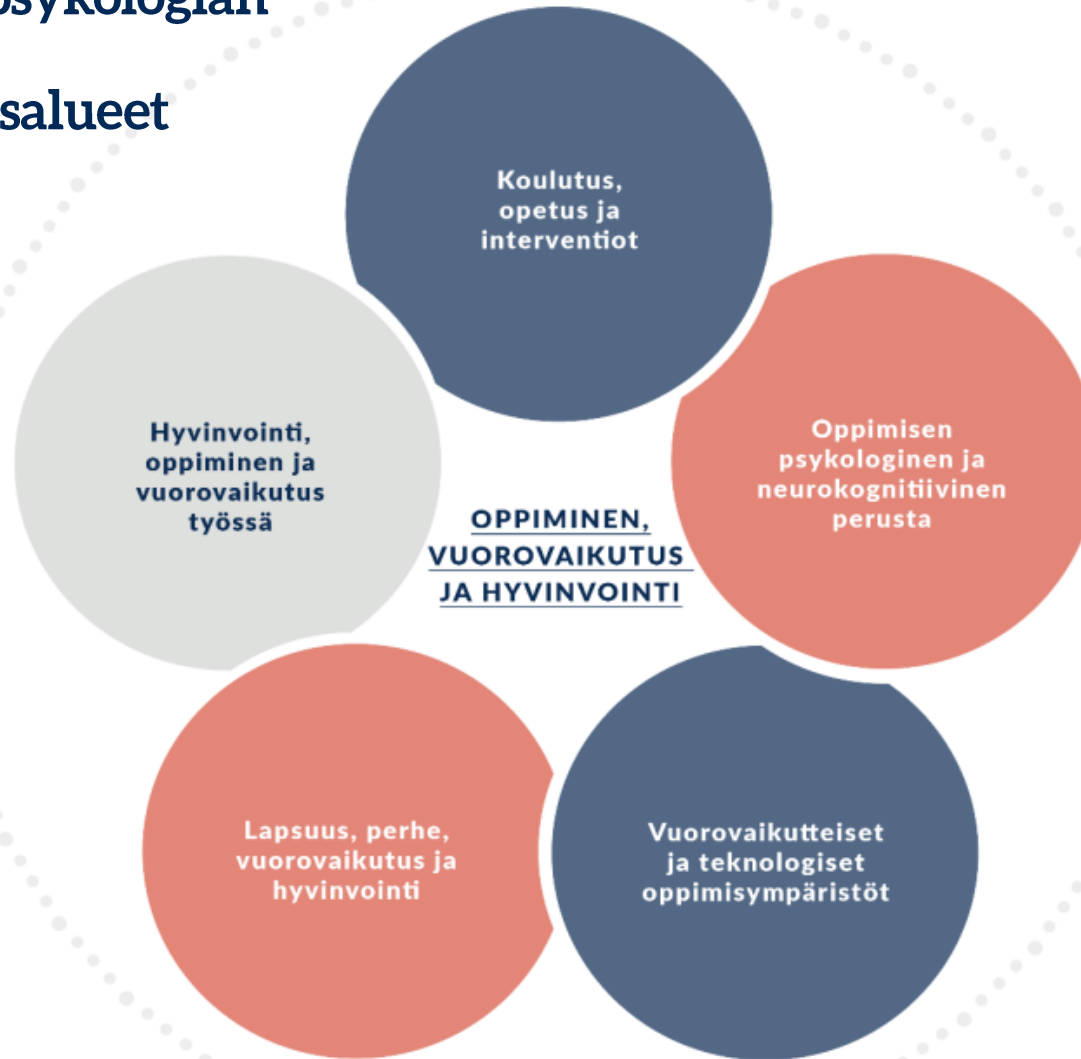 psykologian
salueet
Koulutus,
opetus ja
interventiot
Hyvinvointi,
oppiminen ja
vuorovaikutus
työssä
Oppimisen
psykologinen ja
neurokognitiivinen
perusta
OPPIMINEN,
VUOROVAIKUTUS
JA HYVINVOINTI
Lapsuus, perhe,
vuorovaikutus ja
hyvinvointi
Vuorovaikutteiset
ja teknologiset
oppimisympäristöt